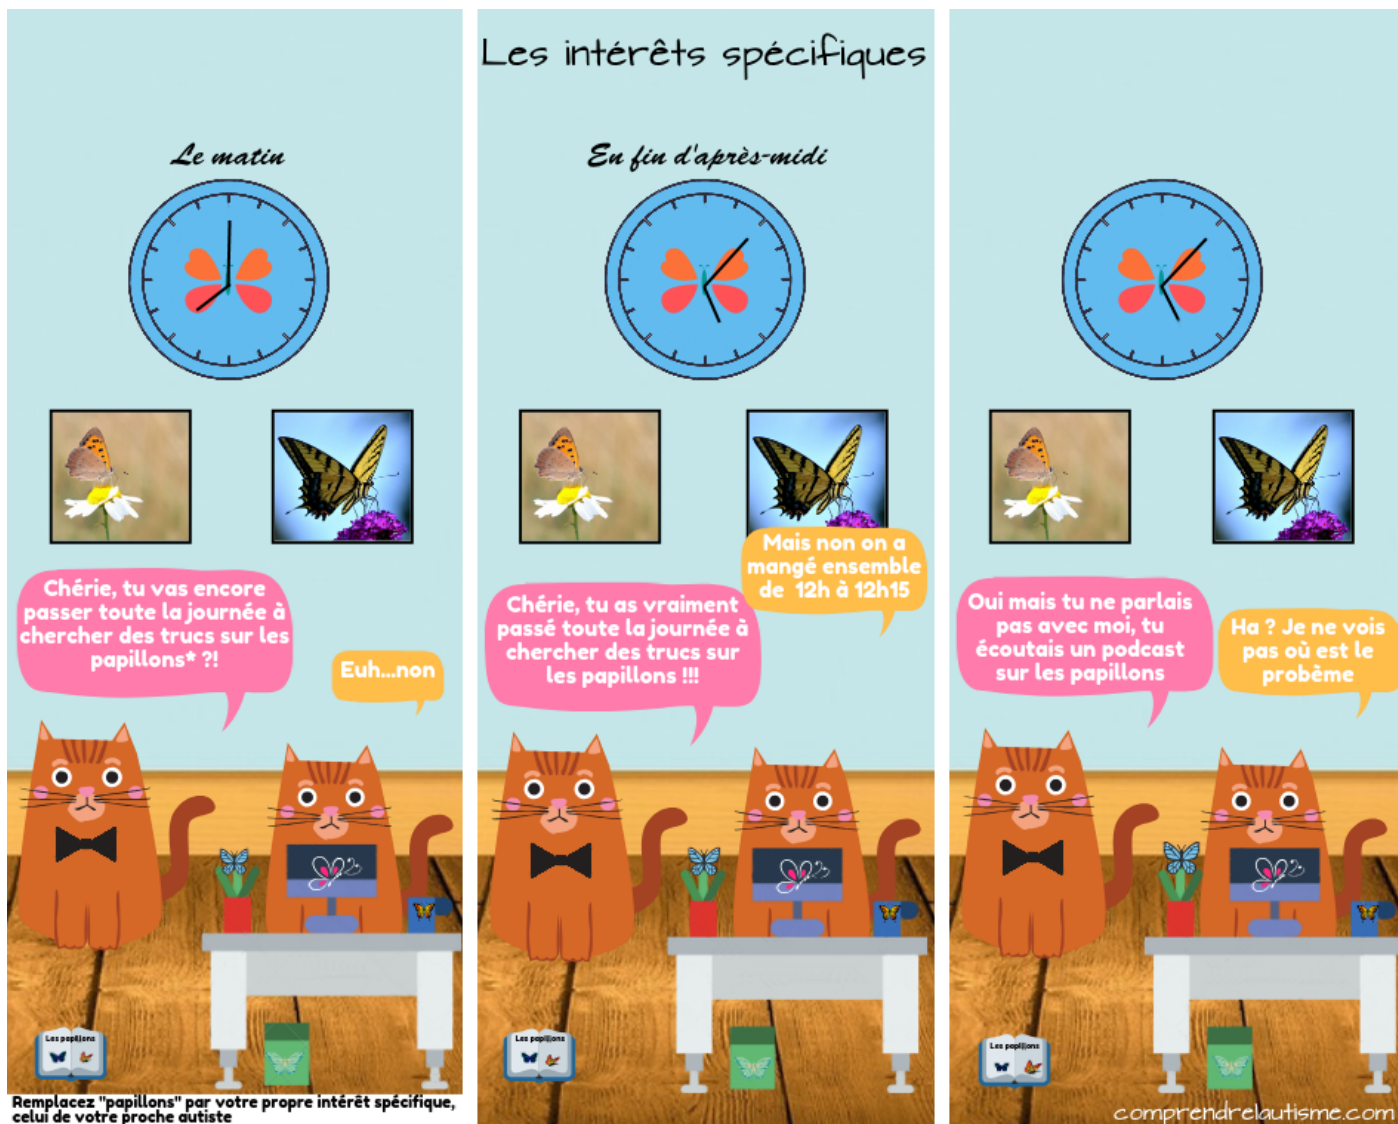 Les intérêts spécifiques
Le matin
Chérie, tu vas encore
passer toute la journée à
chercher des trucs sur les
papillons* ?!
Euh...non
Les papillons
Remplacez "papillons" par votre propre intérêt spécifique,
celui de votre proche autiste
En fin d'après-midi
Chérie, tu as vraiment
passé toute la journée à
chercher des trucs sur
les papillons !!!
Mais non on a
mangé ensemble
de 12h à 12h15
Les papillons
Oui mais tu ne parlais
pas avec moi, tu
écoutais un podcast
sur les papillons
Ha ? Je ne vois
pas où est le
probème
Les papillons
comprendrelautisme.com